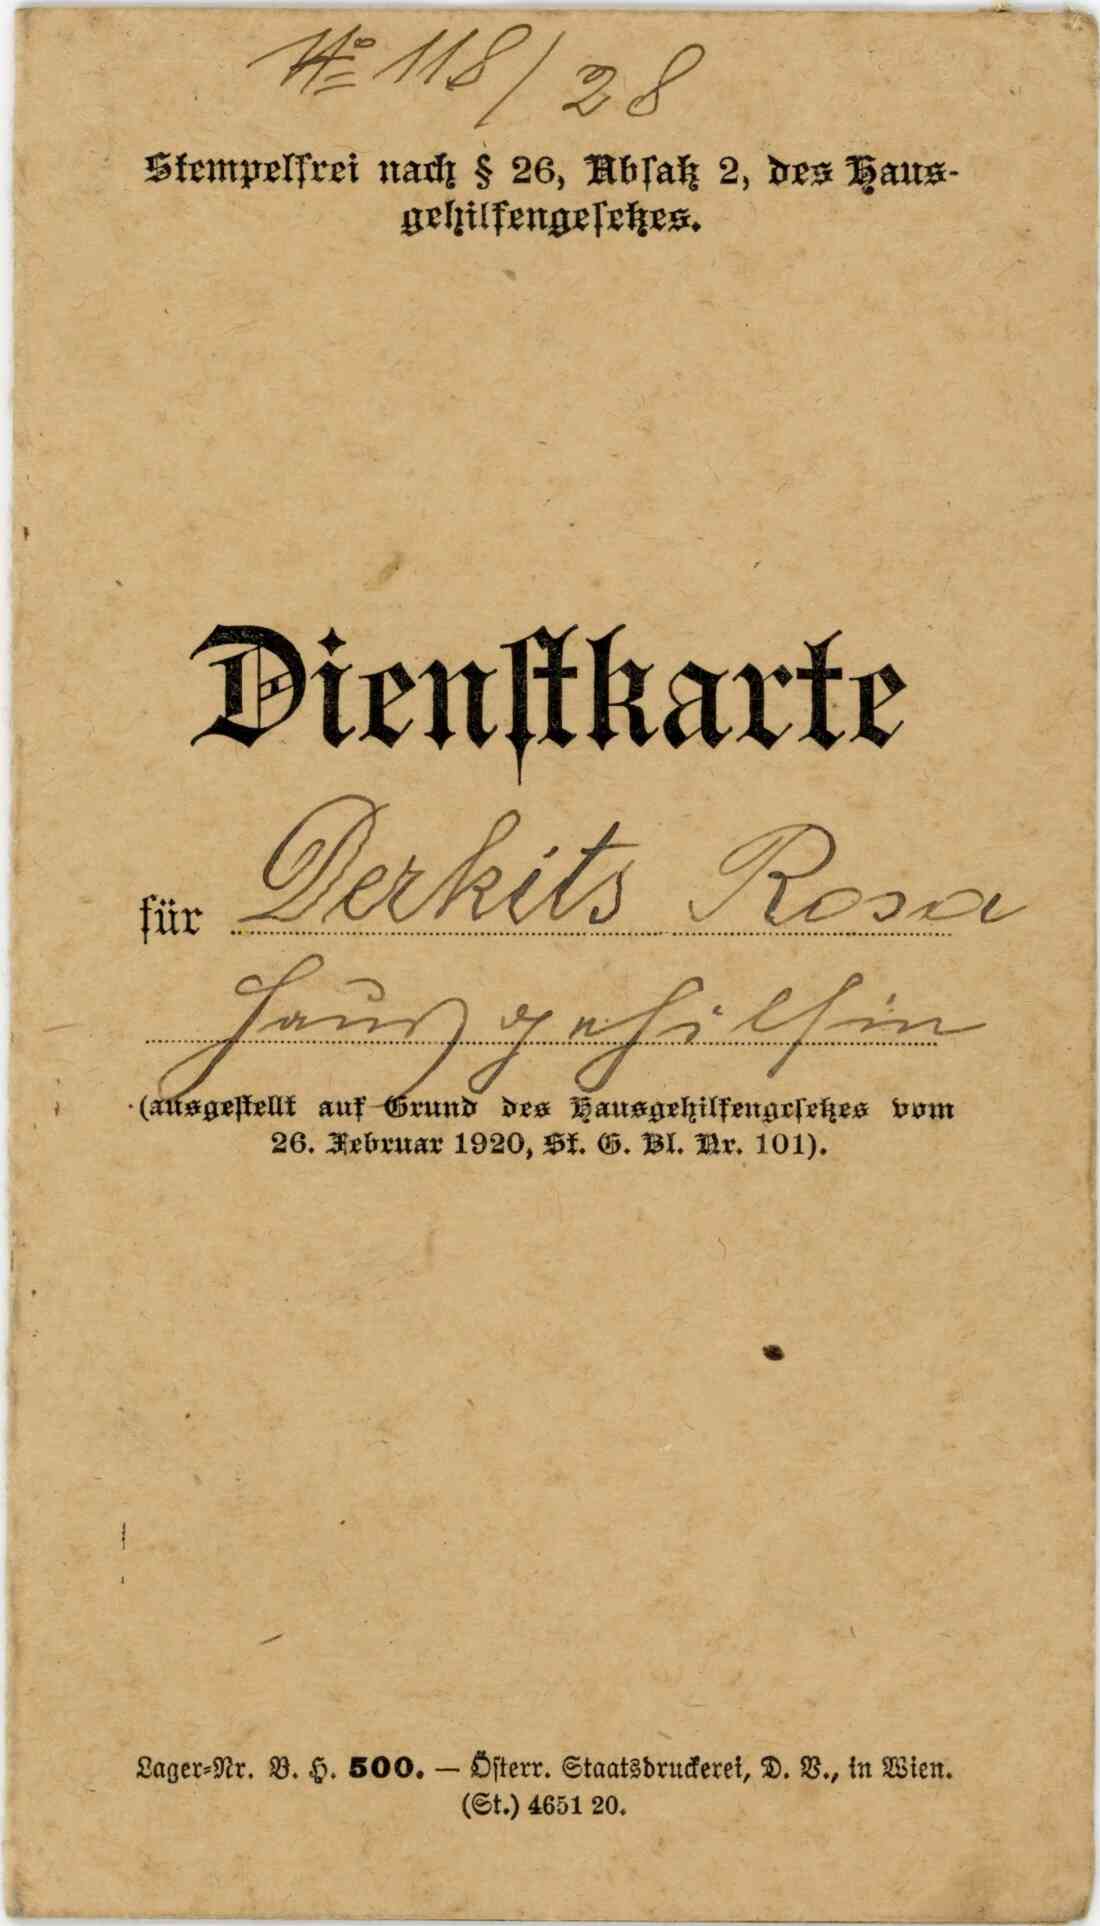 Nº 118/28
Stempelfrei nach § 26, Absatz 2, des Haus-
gehilfengesetzes.
Dienstkarte
für Derkits Rosa
Hausgehilfin
(ausgestellt auf Grund des Hausgehilfengesetzes vom
26. Februar 1920, St. G. Bl. Nr. 101).
Lager-Nr. B. H. 500. — Österr. Staatsdruckerei, D. V., in Wien.
(St.) 4651 20.